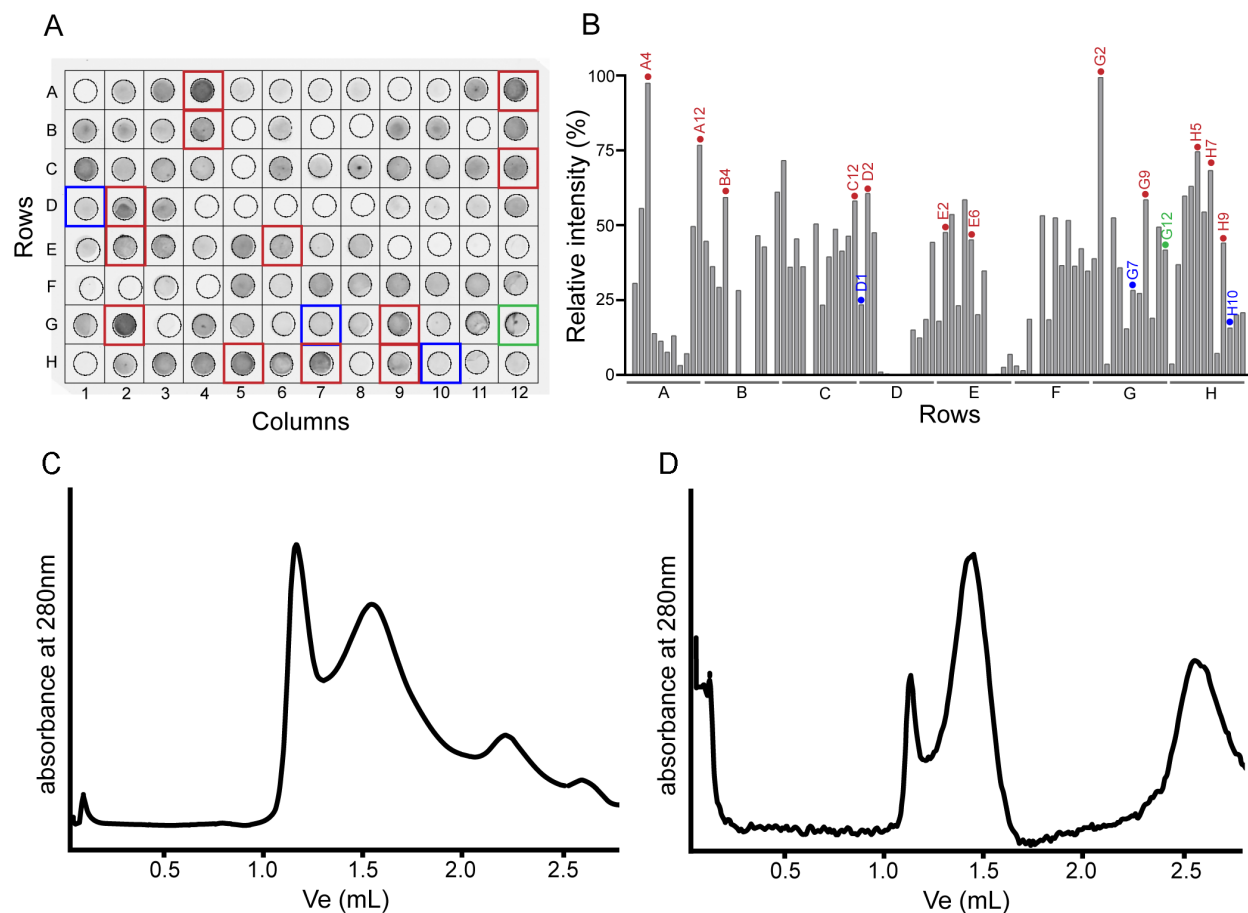 A
B
Rows
A
B
C
D
E
F
G
H
1 2 3 4 5 6 7 8 9 10 11 12
Columns
Relative intensity (%)
100
75
50
25
0
A4
A12
B4
C12
D1
D2
E2
E6
G2
G7
G9
G12
H5
H7
H9
H10
A B C D E F G H
Rows
C
absorbance at 280nm
0.5 1.0 1.5 2.0 2.5
Ve (mL)
D
absorbance at 280nm
0.5 1.0 1.5 2.0 2.5
Ve (mL)